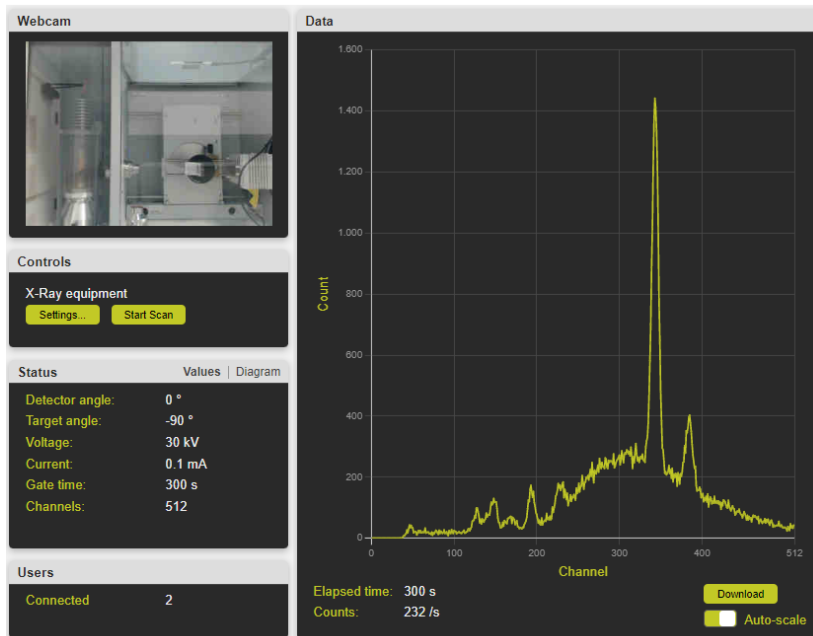 Webcam
Controls
X-Ray equipment
Settings... Start Scan
Status Values | Diagram
Detector angle: 0 °
Target angle: -90 °
Voltage: 30 kV
Current: 0.1 mA
Gate time: 300 s
Channels: 512
Users
Connected 2
Data
1.600
1.400
1.200
1.000
800
600
400
200
0
Count
0 100 200 300 400 512
Channel
Elapsed time: 300 s Download
Counts: 232 /s Auto-scale